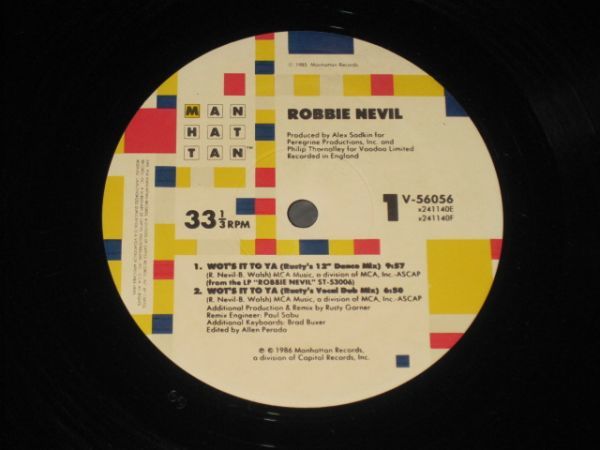 © 1985 Manhattan Records
MAN
HAT
TAN™
ROBBIE NEVIL
Produced by Alex Sadkin for
Peregrine Productions, Inc. and
Philip Thornalley for Voodoo Limited
Recorded in England
33 1/3 RPM
1 V-56056
x241140E
x241140F
1. WOT'S IT TO YA (Rusty's 12" Dance Mix) 9:57
(R. Nevil-B. Walsh) MCA Music, a division of MCA, Inc.-ASCAP
(from the LP "ROBBIE NEVIL" ST-53006)
2. WOT'S IT TO YA (Rusty's Vocal Dub Mix) 6:50
(R. Nevil-B. Walsh) MCA Music, a division of MCA, Inc.-ASCAP
Additional Production & Remix by Rusty Garner
Remix Engineer: Paul Sabu
Additional Keyboards: Brad Buxer
Edited by Allen Perada
℗ © 1986 Manhattan Records,
a division of Capitol Records, Inc.